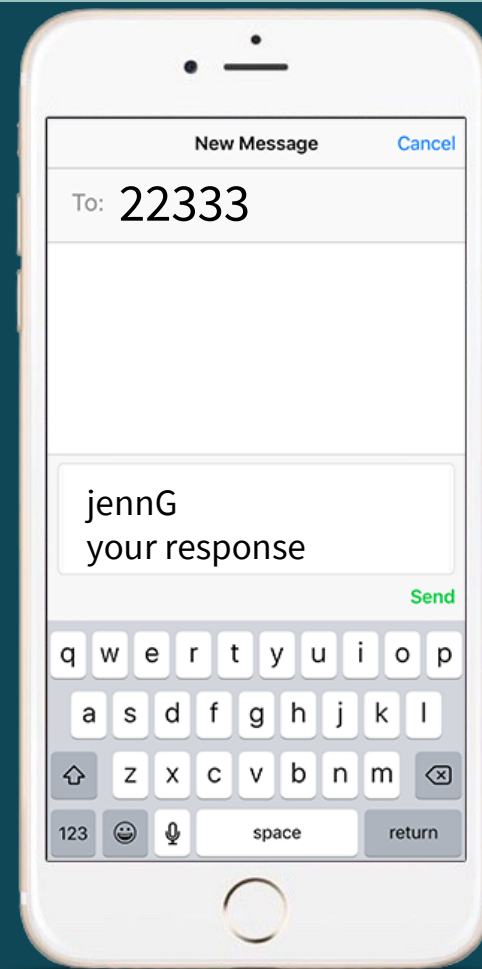 New Message Cancel
To: 22333
jennG
your response
Send
q w e r t y u i o p
a s d f g h j k l
z x c v b n m
123 space return